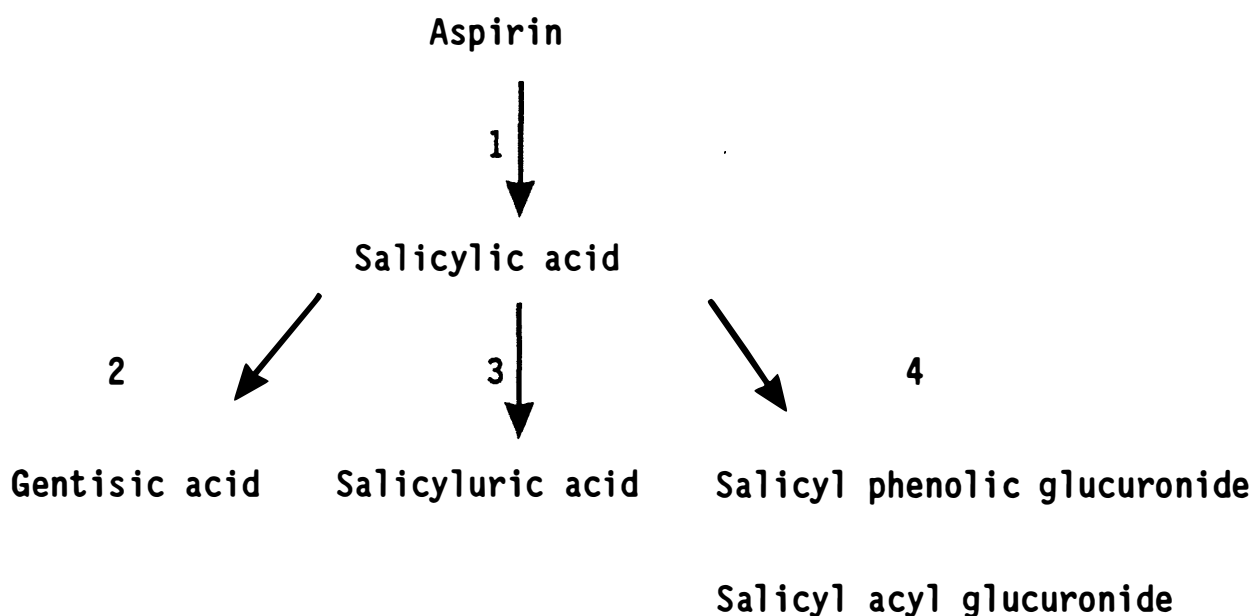 Aspirin
1
Salicylic acid
2 3 4
Gentisic acid Salicyluric acid Salicyl phenolic glucuronide
Salicyl acyl glucuronide